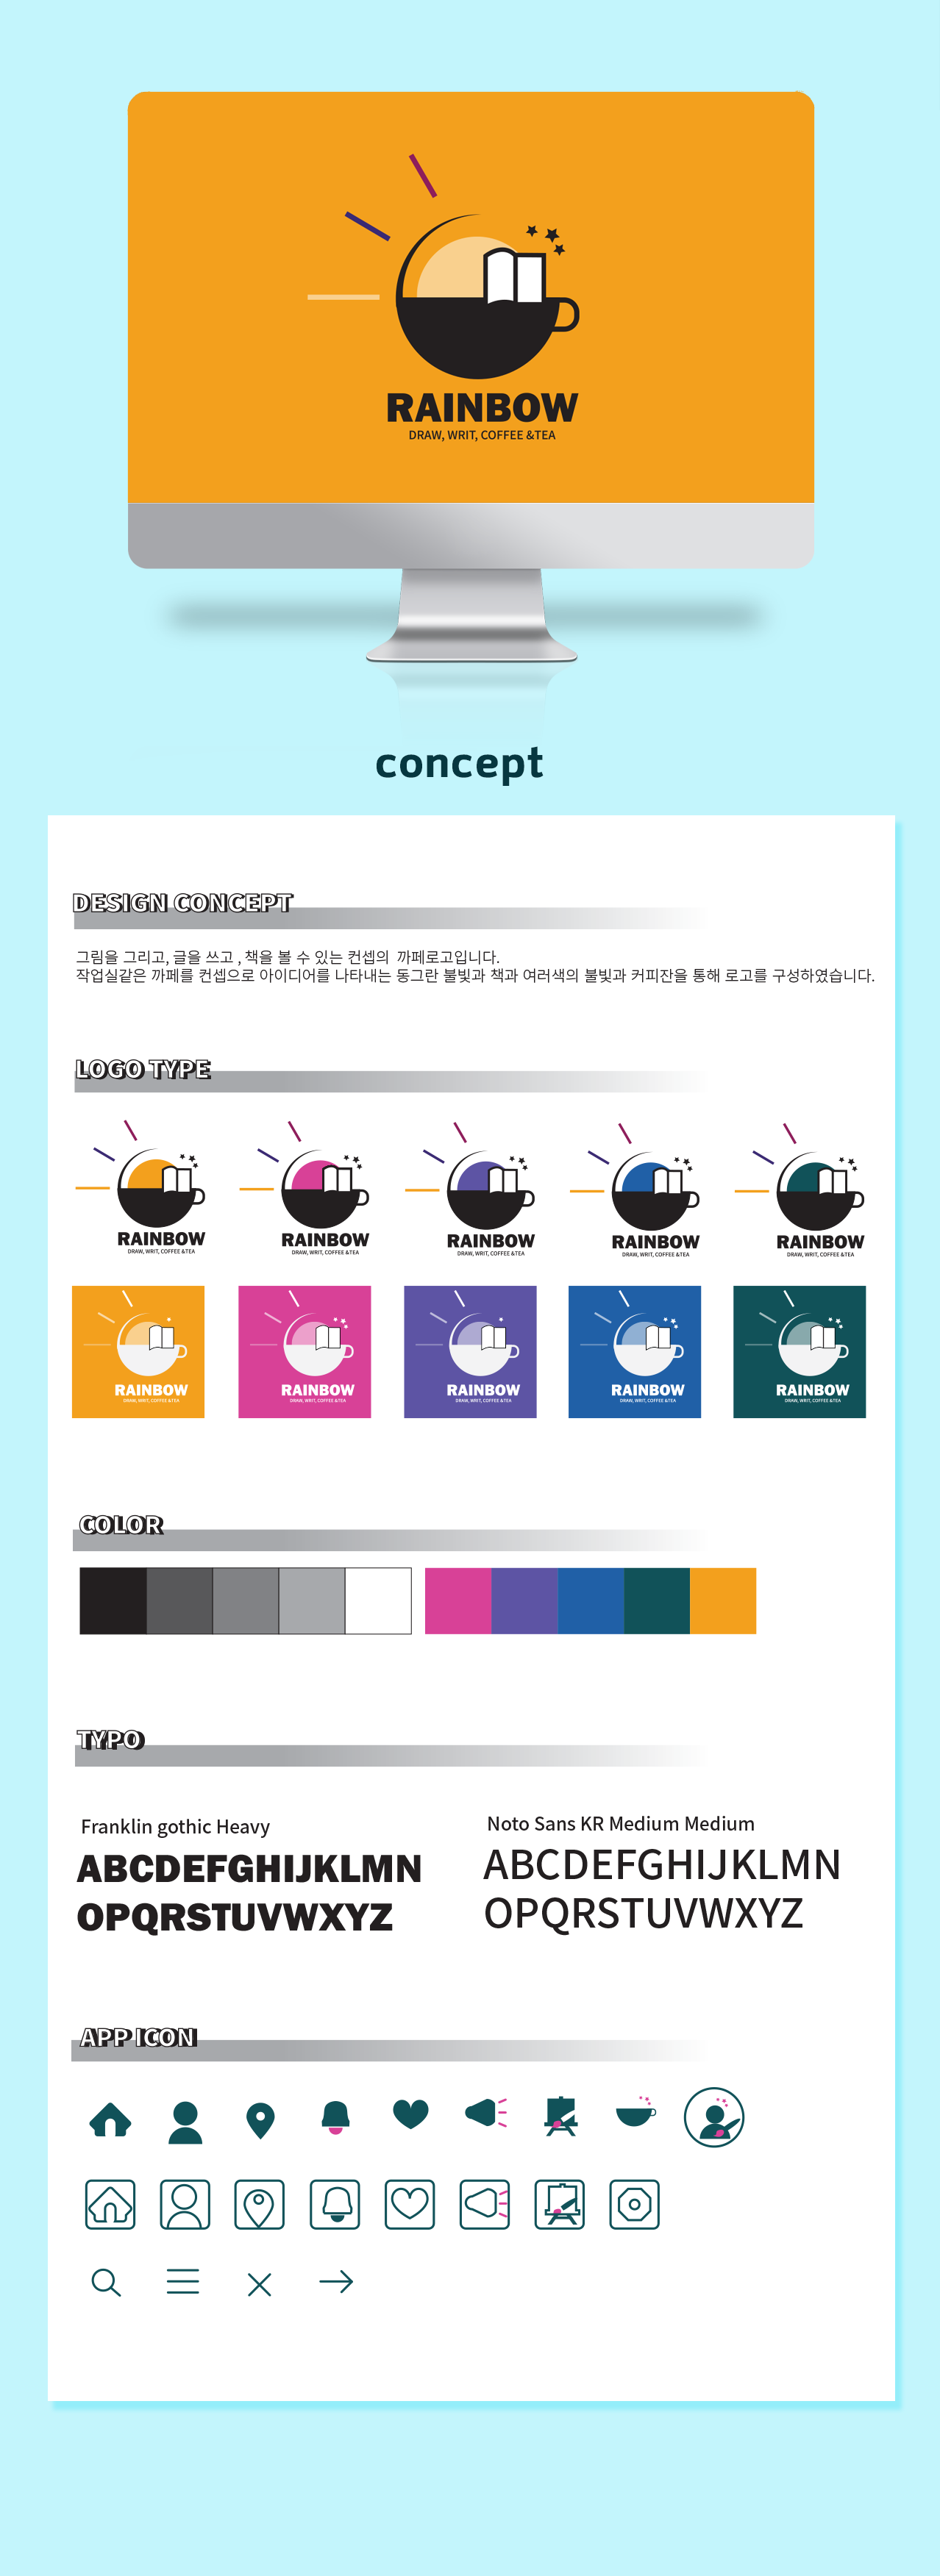 RAINBOW
DRAW, WRIT, COFFEE &TEA
concept
DESIGN CONCEPT
그림을 그리고, 글을 쓰고 , 책을 볼 수 있는 컨셉의 까페로고입니다.
작업실같은 까페를 컨셉으로 아이디어를 나타내는 동그란 불빛과 책과 여러색의 불빛과 커피잔을 통해 로고를 구성하였습니다.
LOGO TYPE
RAINBOW
DRAW, WRIT, COFFEE &TEA
RAINBOW
DRAW, WRIT, COFFEE &TEA
RAINBOW
DRAW, WRIT, COFFEE &TEA
RAINBOW
DRAW, WRIT, COFFEE &TEA
RAINBOW
DRAW, WRIT, COFFEE &TEA
RAINBOW
DRAW, WRIT, COFFEE &TEA
RAINBOW
DRAW, WRIT, COFFEE &TEA
RAINBOW
DRAW, WRIT, COFFEE &TEA
RAINBOW
DRAW, WRIT, COFFEE &TEA
RAINBOW
DRAW, WRIT, COFFEE &TEA
COLOR
TYPO
Franklin gothic Heavy
ABCDEFGHIJKLMN
OPQRSTUVWXYZ
Noto Sans KR Medium Medium
ABCDEFGHIJKLMN
OPQRSTUVWXYZ
APP ICON